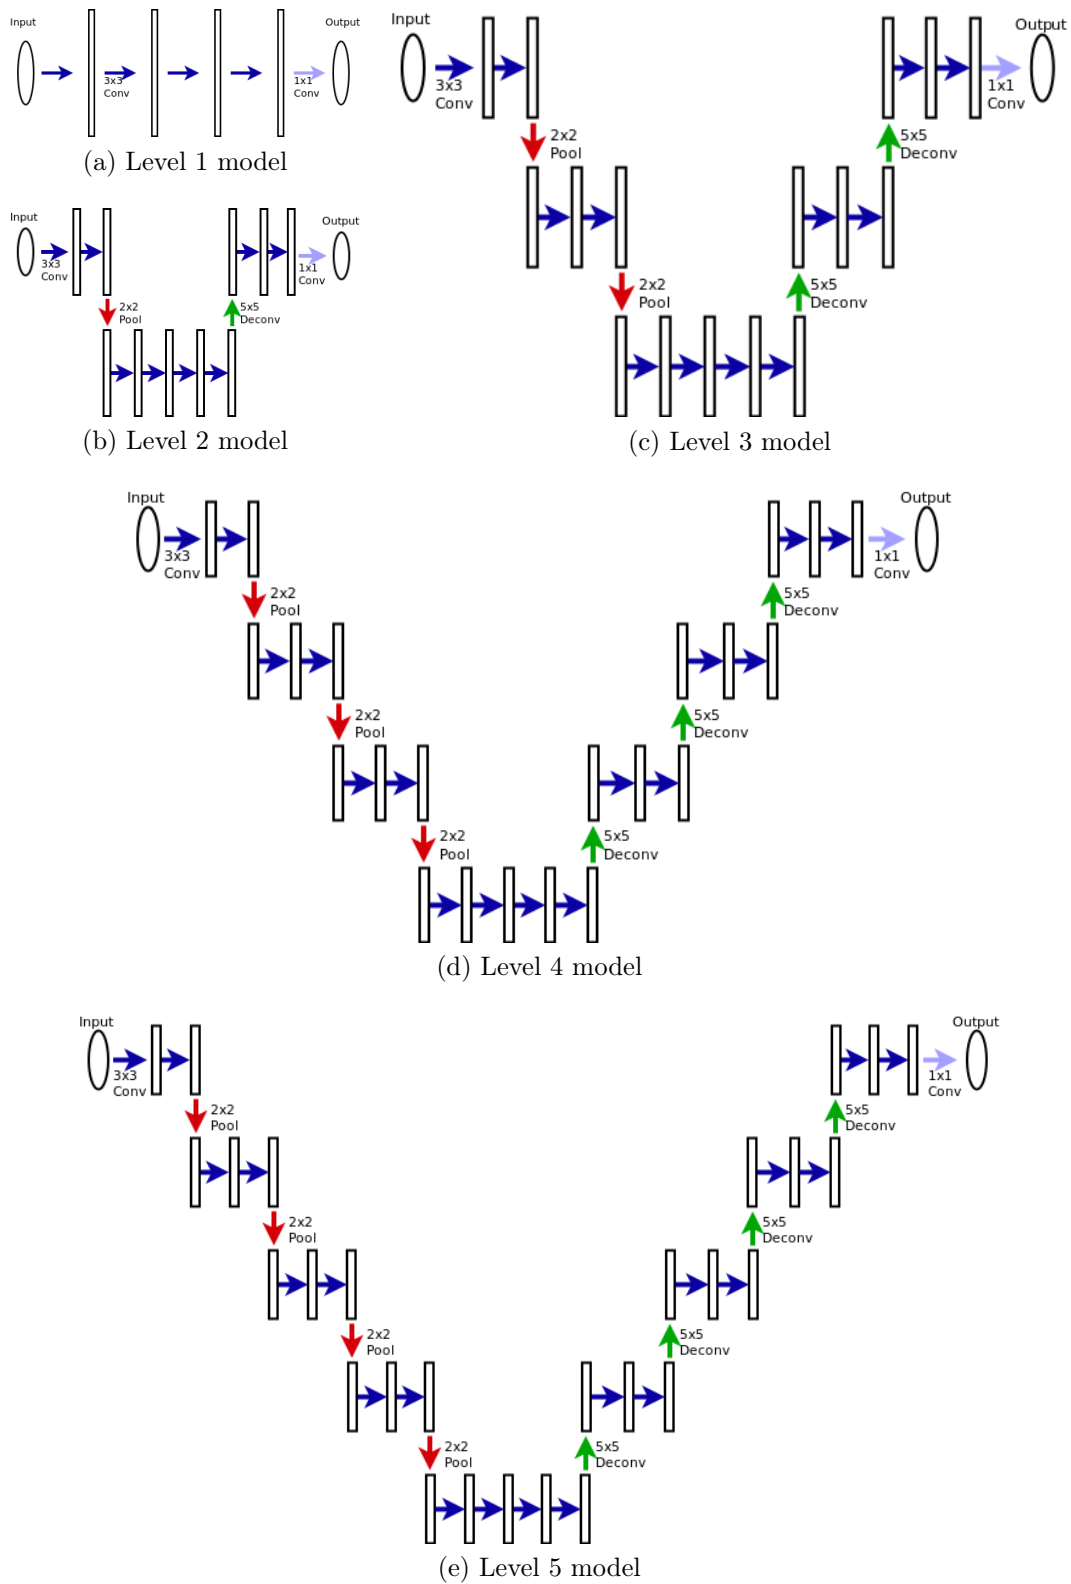 Input
Output
3x3
Conv
1x1
Conv
(a) Level 1 model
Input
Output
3x3
Conv
1x1
Conv
2x2
Pool
5x5
Deconv
(b) Level 2 model
Input
Output
3x3
Conv
1x1
Conv
2x2
Pool
5x5
Deconv
2x2
Pool
5x5
Deconv
(c) Level 3 model
Input
Output
3x3
Conv
1x1
Conv
2x2
Pool
5x5
Deconv
2x2
Pool
5x5
Deconv
2x2
Pool
5x5
Deconv
(d) Level 4 model
Input
Output
3x3
Conv
1x1
Conv
2x2
Pool
5x5
Deconv
2x2
Pool
5x5
Deconv
2x2
Pool
5x5
Deconv
2x2
Pool
5x5
Deconv
(e) Level 5 model